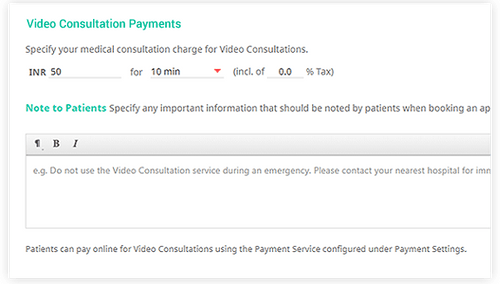 Video Consultation Payments
Specify your medical consultation charge for Video Consultations.
INR 50 for 10 min (incl. of 0.0 % Tax)
Note to Patients Specify any important information that should be noted by patients when booking an ap
¶ B I
e.g. Do not use the Video Consultation service during an emergency. Please contact your nearest hospital for imm
Patients can pay online for Video Consultations using the Payment Service configured under Payment Settings.